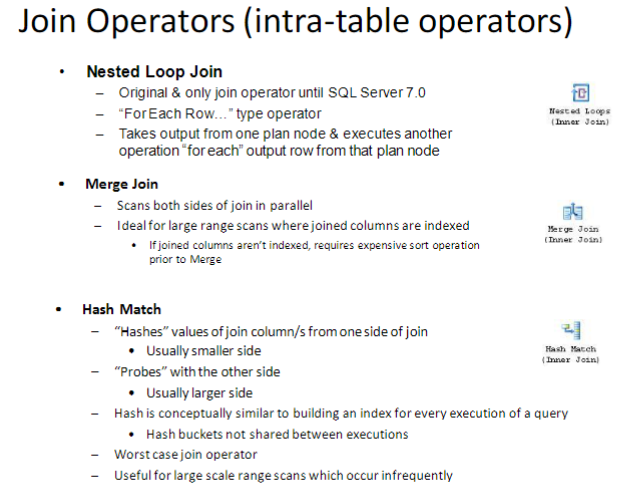 Join Operators (intra-table operators)
• Nested Loop Join
– Original & only join operator until SQL Server 7.0
– “For Each Row…” type operator
– Takes output from one plan node & executes another
operation “for each” output row from that plan node
Nested Loops
(Inner Join)
• Merge Join
– Scans both sides of join in parallel
– Ideal for large range scans where joined columns are indexed
• If joined columns aren’t indexed, requires expensive sort operation
prior to Merge
Merge Join
(Inner Join)
• Hash Match
– “Hashes” values of join column/s from one side of join
• Usually smaller side
– “Probes” with the other side
• Usually larger side
– Hash is conceptually similar to building an index for every execution of a query
• Hash buckets not shared between executions
– Worst case join operator
– Useful for large scale range scans which occur infrequently
Hash Match
(Inner Join)